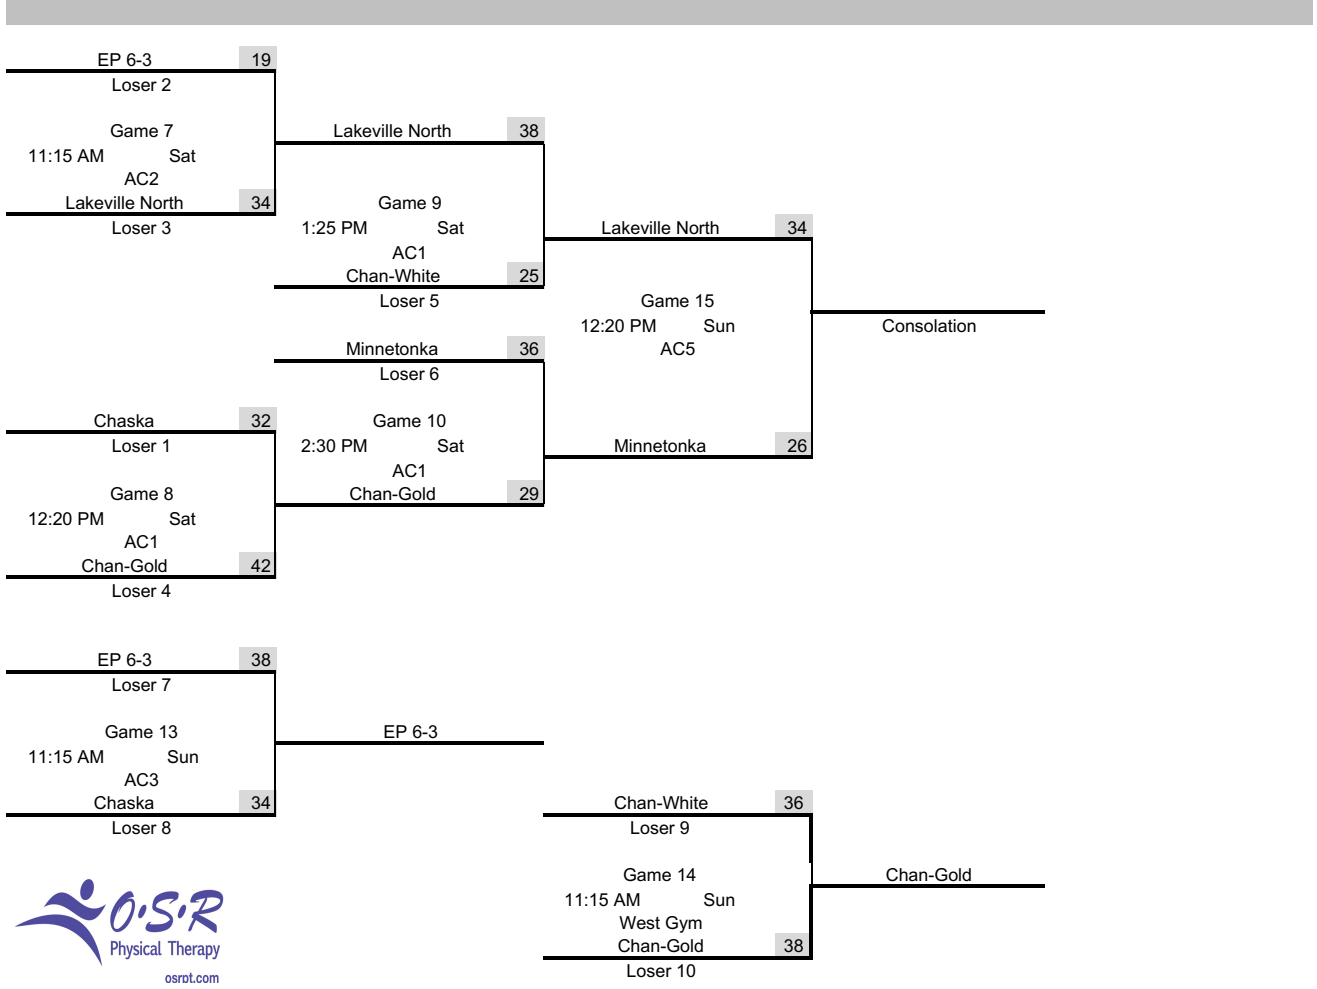 EP 6-3 19
Loser 2
Game 7
11:15 AM Sat
AC2
Lakeville North 34
Loser 3
Lakeville North 38
Game 9
1:25 PM Sat
AC1
Chan-White 25
Loser 5
Lakeville North 34
Game 15
12:20 PM Sun
AC5
Consolation
Minnetonka 36
Loser 6
Chaska 32
Loser 1
Game 10
2:30 PM Sat
AC1
Chan-Gold 29
Minnetonka 26
Game 8
12:20 PM Sat
AC1
Chan-Gold 42
Loser 4
EP 6-3 38
Loser 7
Game 13
11:15 AM Sun
AC3
Chaska 34
Loser 8
EP 6-3
Chan-White 36
Loser 9
Game 14
11:15 AM Sun
West Gym
Chan-Gold 38
Loser 10
Chan-Gold
O·S·R
Physical Therapy
osrpt.com